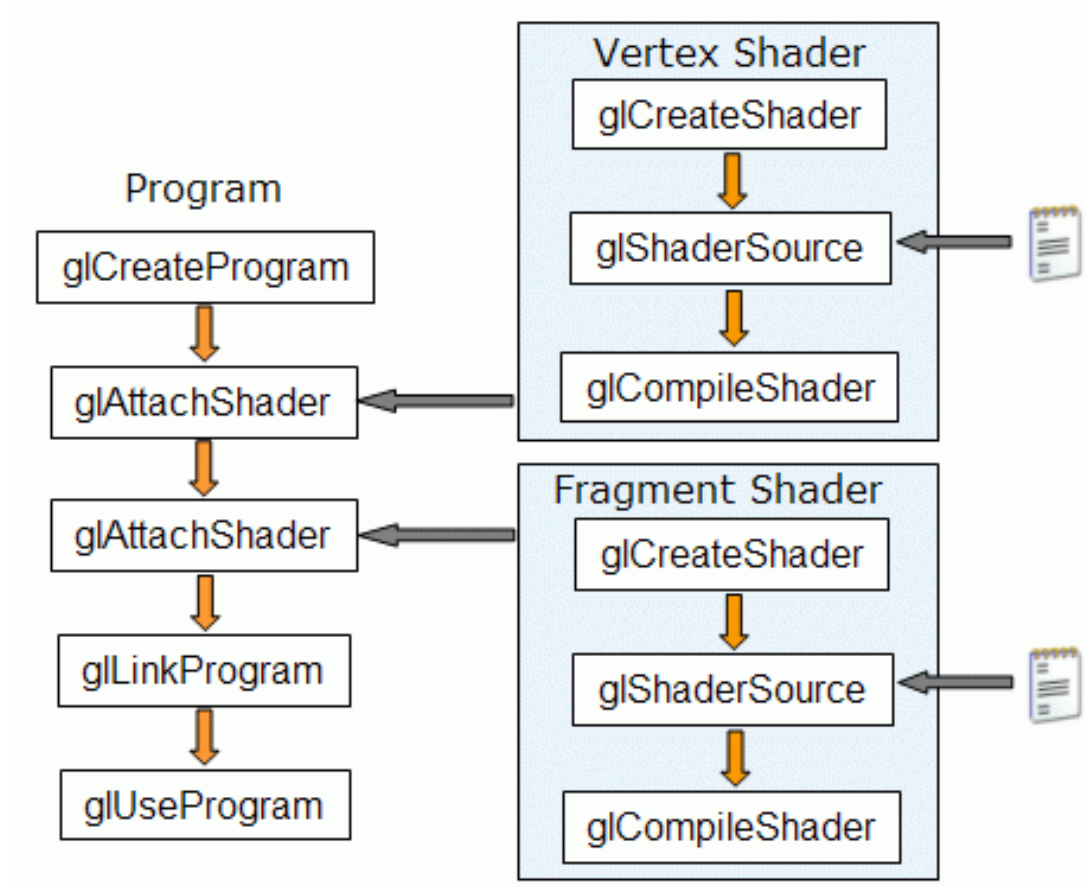 Program
glCreateProgram
glAttachShader
glAttachShader
glLinkProgram
glUseProgram
Vertex Shader
glCreateShader
glShaderSource
glCompileShader
Fragment Shader
glCreateShader
glShaderSource
glCompileShader